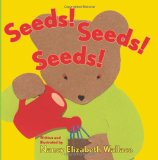 Seeds! Seeds!
Seeds!
Written and
illustrated by
Nancy Elizabeth Wallace